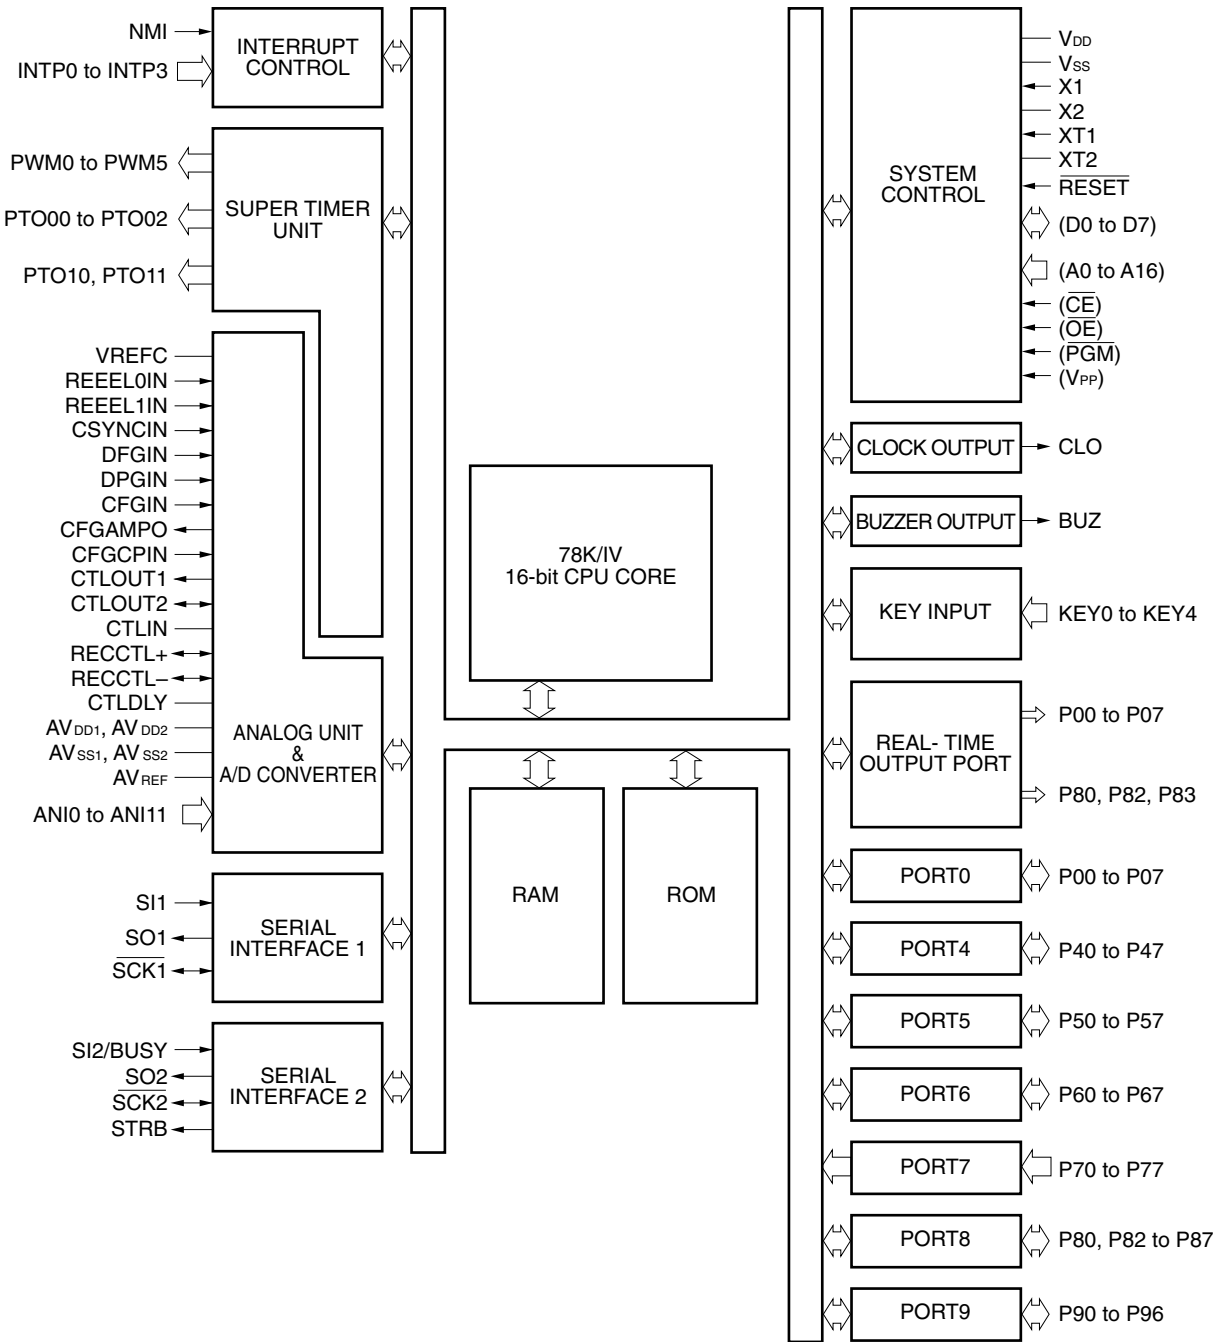 NMI
INTP0 to INTP3
INTERRUPT
CONTROL
PWM0 to PWM5
PTO00 to PTO02
PTO10, PTO11
SUPER TIMER
UNIT
VREFC
REEEL0IN
REEEL1IN
CSYNCIN
DFGIN
DPGIN
CFGIN
CFGAMPO
CFGCPIN
CTLOUT1
CTLOUT2
CTLIN
RECCTL+
RECCTL–
CTLDLY
AVDD1, AVDD2
AVSS1, AVSS2
AVREF
ANI0 to ANI11
ANALOG UNIT
&
A/D CONVERTER
SI1
SO1
S̅C̅K̅1̅
SERIAL
INTERFACE 1
SI2/BUSY
SO2
S̅C̅K̅2̅
STRB
SERIAL
INTERFACE 2
78K/IV
16-bit CPU CORE
RAM
ROM
SYSTEM
CONTROL
VDD
VSS
X1
X2
XT1
XT2
R̅E̅S̅E̅T̅
(D0 to D7)
(A0 to A16)
(C̅E̅)
(O̅E̅)
(P̅G̅M̅)
(VPP)
CLOCK OUTPUT
CLO
BUZZER OUTPUT
BUZ
KEY INPUT
KEY0 to KEY4
REAL- TIME
OUTPUT PORT
P00 to P07
P80, P82, P83
PORT0
P00 to P07
PORT4
P40 to P47
PORT5
P50 to P57
PORT6
P60 to P67
PORT7
P70 to P77
PORT8
P80, P82 to P87
PORT9
P90 to P96